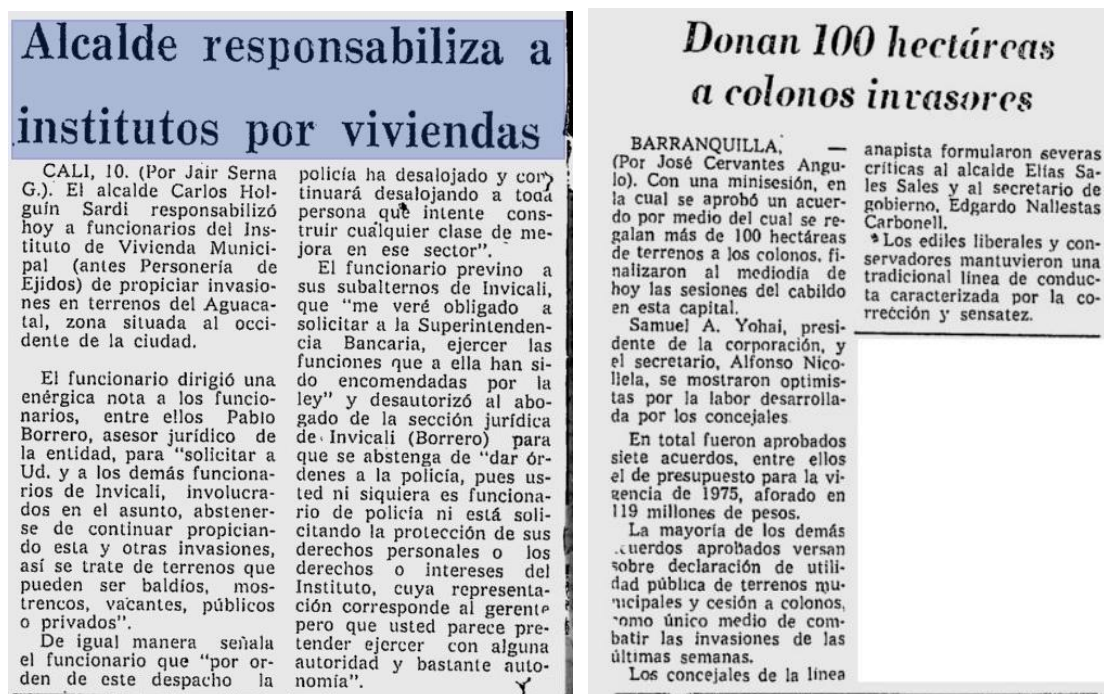 Alcalde responsabiliza a
institutos por viviendas
CALI, 10. (Por Jair Serna
G.). El alcalde Carlos Hol-
guín Sardi responsabilizó
hoy a funcionarios del Ins-
tituto de Vivienda Munici-
pal (antes Personería de
Ejidos) de propiciar invasio-
nes en terrenos del Aguaca-
tal, zona situada al occi-
dente de la ciudad.
El funcionario dirigió una
enérgica nota a los funcio-
narios, entre ellos Pablo
Borrero, asesor jurídico de
la entidad, para "solicitar a
Ud. y a los demás funciona-
rios de Invicali, involucra-
dos en el asunto, abstener-
se de continuar propician-
do esta y otras invasiones,
así se trate de terrenos que
pueden ser baldíos, mos-
trencos, vacantes, públicos
o privados".
De igual manera señala
el funcionario que "por or-
den de este despacho la
policía ha desalojado y con
tinuará desalojando a toda
persona que intente cons-
truir cualquier clase de me-
jora en ese sector".
El funcionario previno a
sus subalternos de Invicali,
que "me veré obligado a
solicitar a la Superintenden-
cia Bancaria, ejercer las
funciones que a ella han si-
do encomendadas por la
ley" y desautorizó al abo-
gado de la sección jurídica
de Invicali (Borrero) para
que se abstenga de "dar ór-
denes a la policía, pues us-
ted ni siquiera es funciona-
rio de policía ni está soli-
citando la protección de sus
derechos personales o los
derechos o intereses del
Instituto, cuya representa-
ción corresponde al gerente
pero que usted parece pre-
tender ejercer con alguna
autoridad y bastante auto-
nomía".
Donan 100 hectáreas
a colonos invasores
BARRANQUILLA, —
(Por José Cervantes Angu-
lo). Con una minisesión, en
la cual se aprobó un acuer-
do por medio del cual se re-
galan más de 100 hectáreas
de terrenos a los colonos, fi-
nalizaron al mediodía de
hoy las sesiones del cabildo
en esta capital.
Samuel A. Yohai, presi-
dente de la corporación, y
el secretario, Alfonso Nico-
llela, se mostraron optimis-
tas por la labor desarrolla-
da por los concejales
En total fueron aprobados
siete acuerdos, entre ellos
el de presupuesto para la vi-
gencia de 1975, aforado en
119 millones de pesos.
La mayoría de los demás
acuerdos aprobados versan
sobre declaración de utili-
dad pública de terrenos mu-
nicipales y cesión a colonos,
como único medio de com-
batir las invasiones de las
últimas semanas.
Los concejales de la línea
anapista formularon severas
críticas al alcalde Elías Sa-
les Sales y al secretario de
gobierno, Edgardo Nallestas
Carbonell.
Los ediles liberales y con-
servadores mantuvieron una
tradicional línea de conduc-
ta caracterizada por la co-
rrección y sensatez.